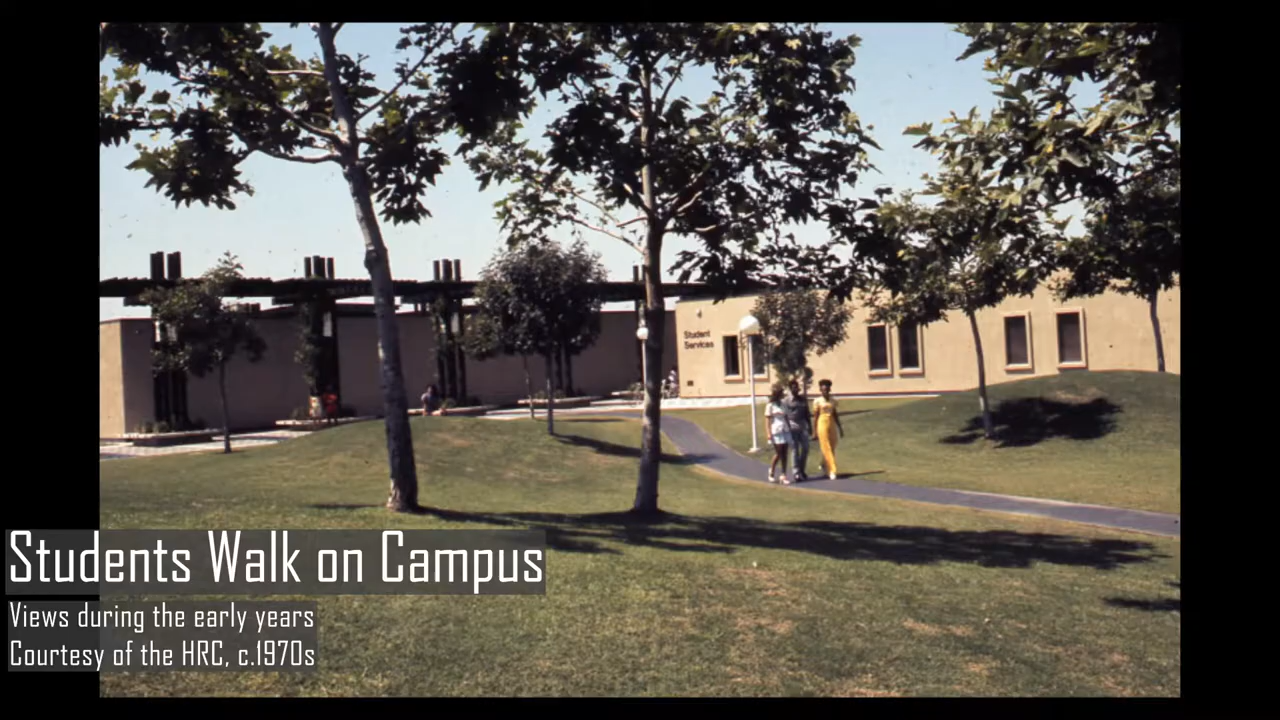 Student
Services
Students Walk on Campus
Views during the early years
Courtesy of the HRC, c.1970s